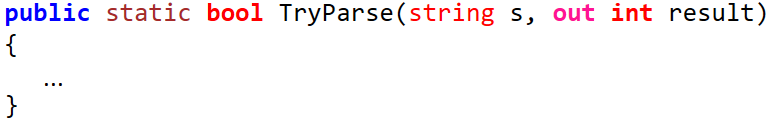 public static bool TryParse(string s, out int result)
{
...
}